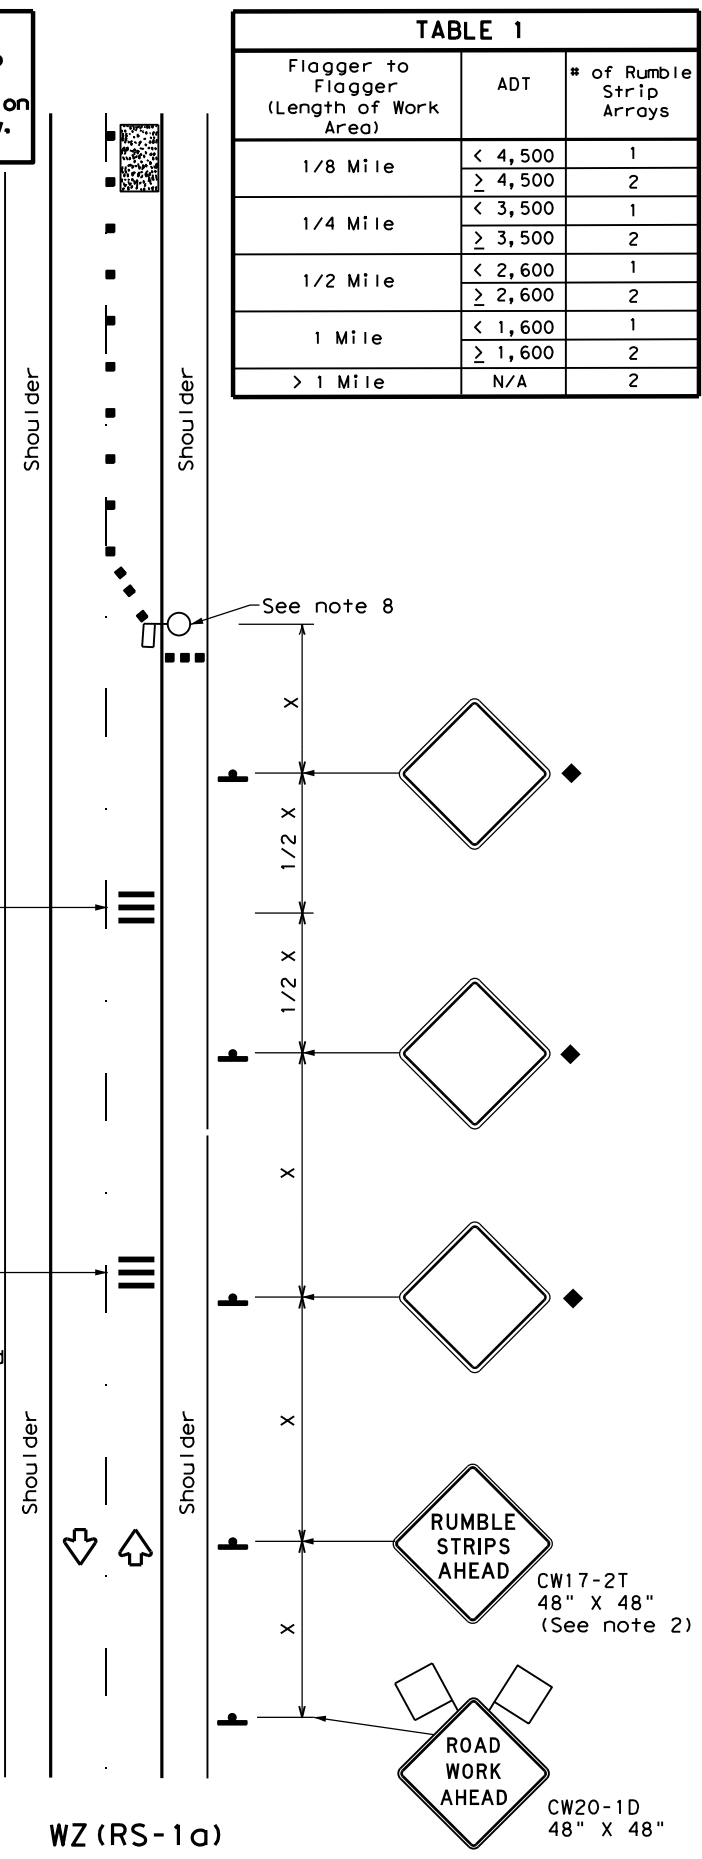 on
TABLE 1
Flagger to
Flagger
(Length of Work
Area)
ADT
# of Rumble
Strip
Arrays
1/8 Mile
< 4,500
1
≥ 4,500
2
1/4 Mile
< 3,500
1
≥ 3,500
2
1/2 Mile
< 2,600
1
≥ 2,600
2
1 Mile
< 1,600
1
≥ 1,600
2
> 1 Mile
N/A
2
Shoulder
Shoulder
See note 8
X
1/2 X
1/2 X
X
X
Shoulder
Shoulder
RUMBLE
STRIPS
AHEAD
CW17-2T
48" X 48"
(See note 2)
X
ROAD
WORK
AHEAD
CW20-1D
48" X 48"
WZ(RS-1a)